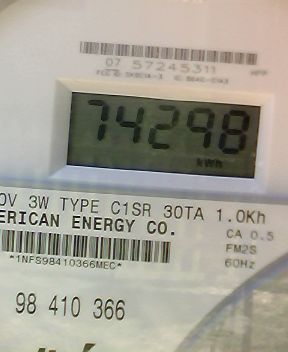 07 57245311
74298
kWh
0V 3W TYPE C1SR 30TA 1.0Kh
ERICAN ENERGY CO.
CA 0.5
FM2S
*1NFS98410366MEC*
60Hz
98 410 366